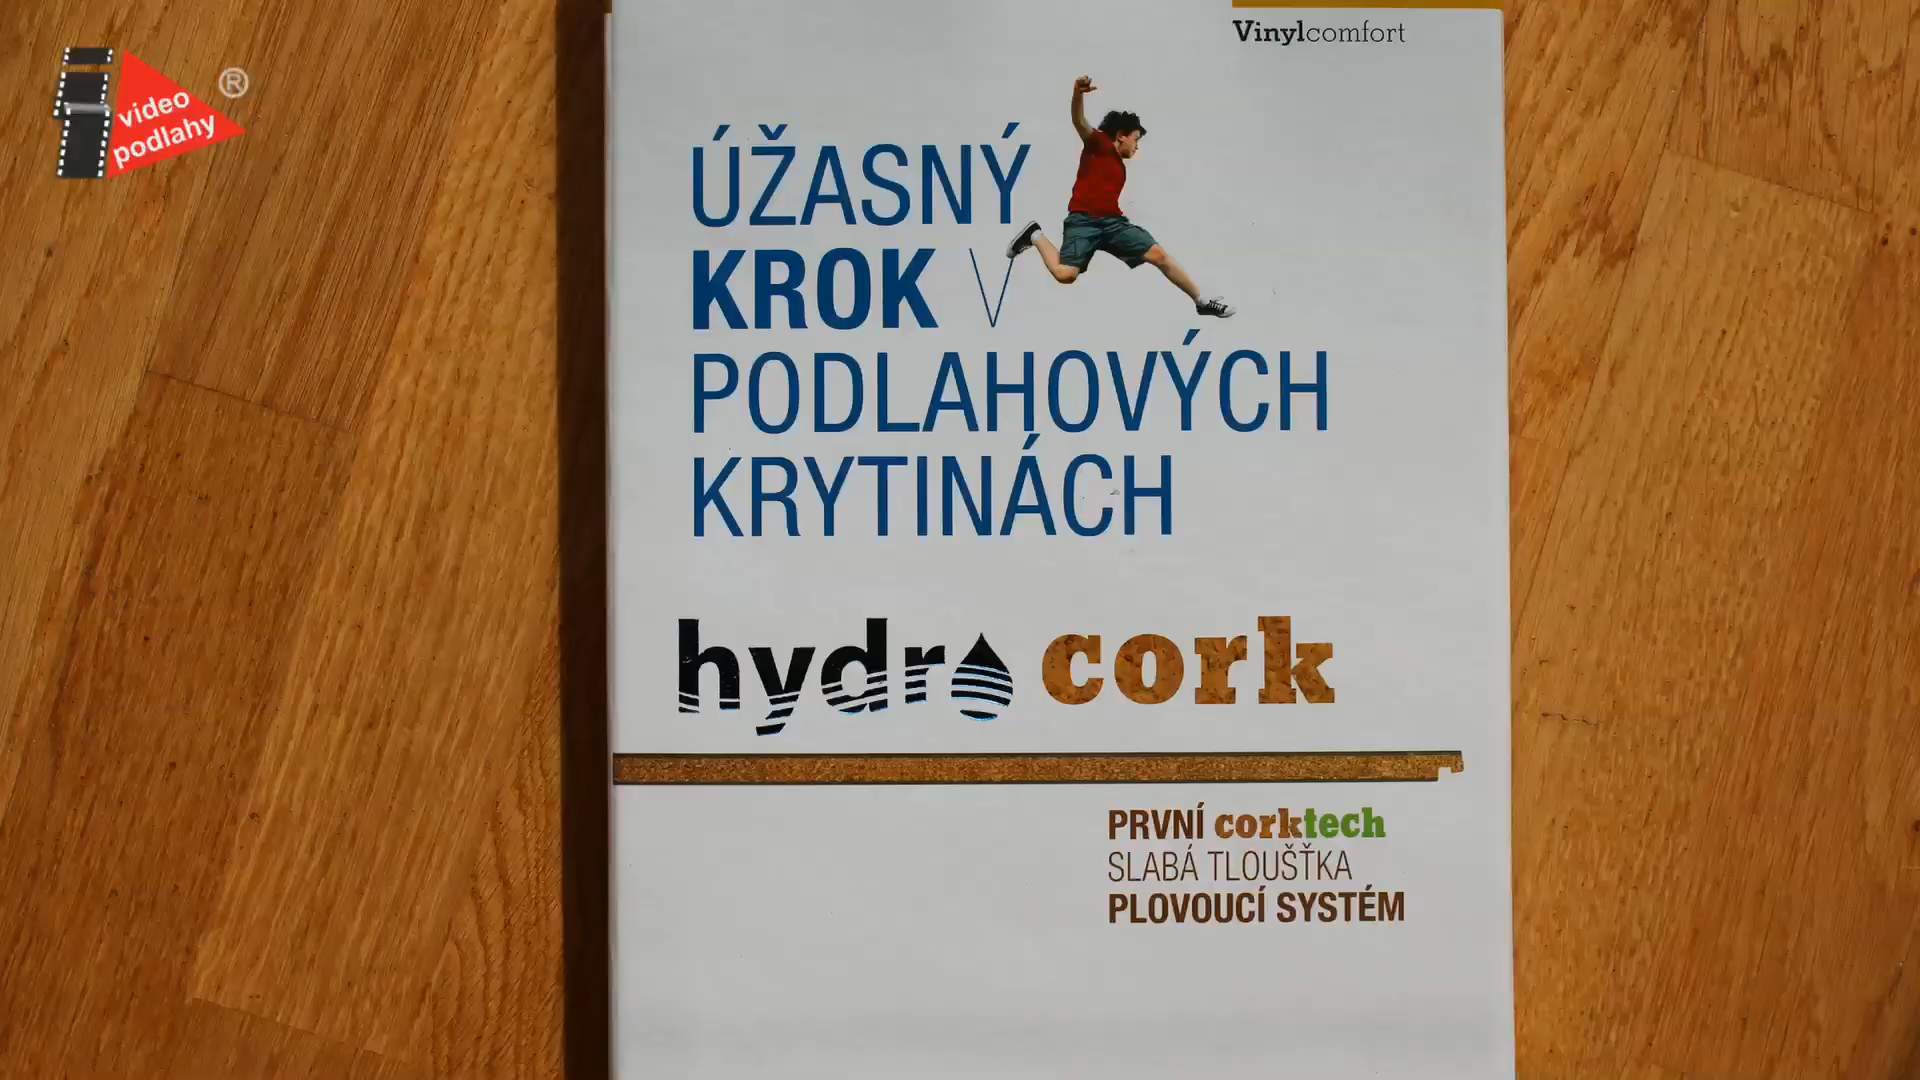 video
podlahy
®
Vinylcomfort
ÚŽASNÝ
KROK V
PODLAHOVÝCH
KRYTINÁCH
hydro cork
PRVNÍ corktech
SLABÁ TLOUŠŤKA
PLOVOUCÍ SYSTÉM